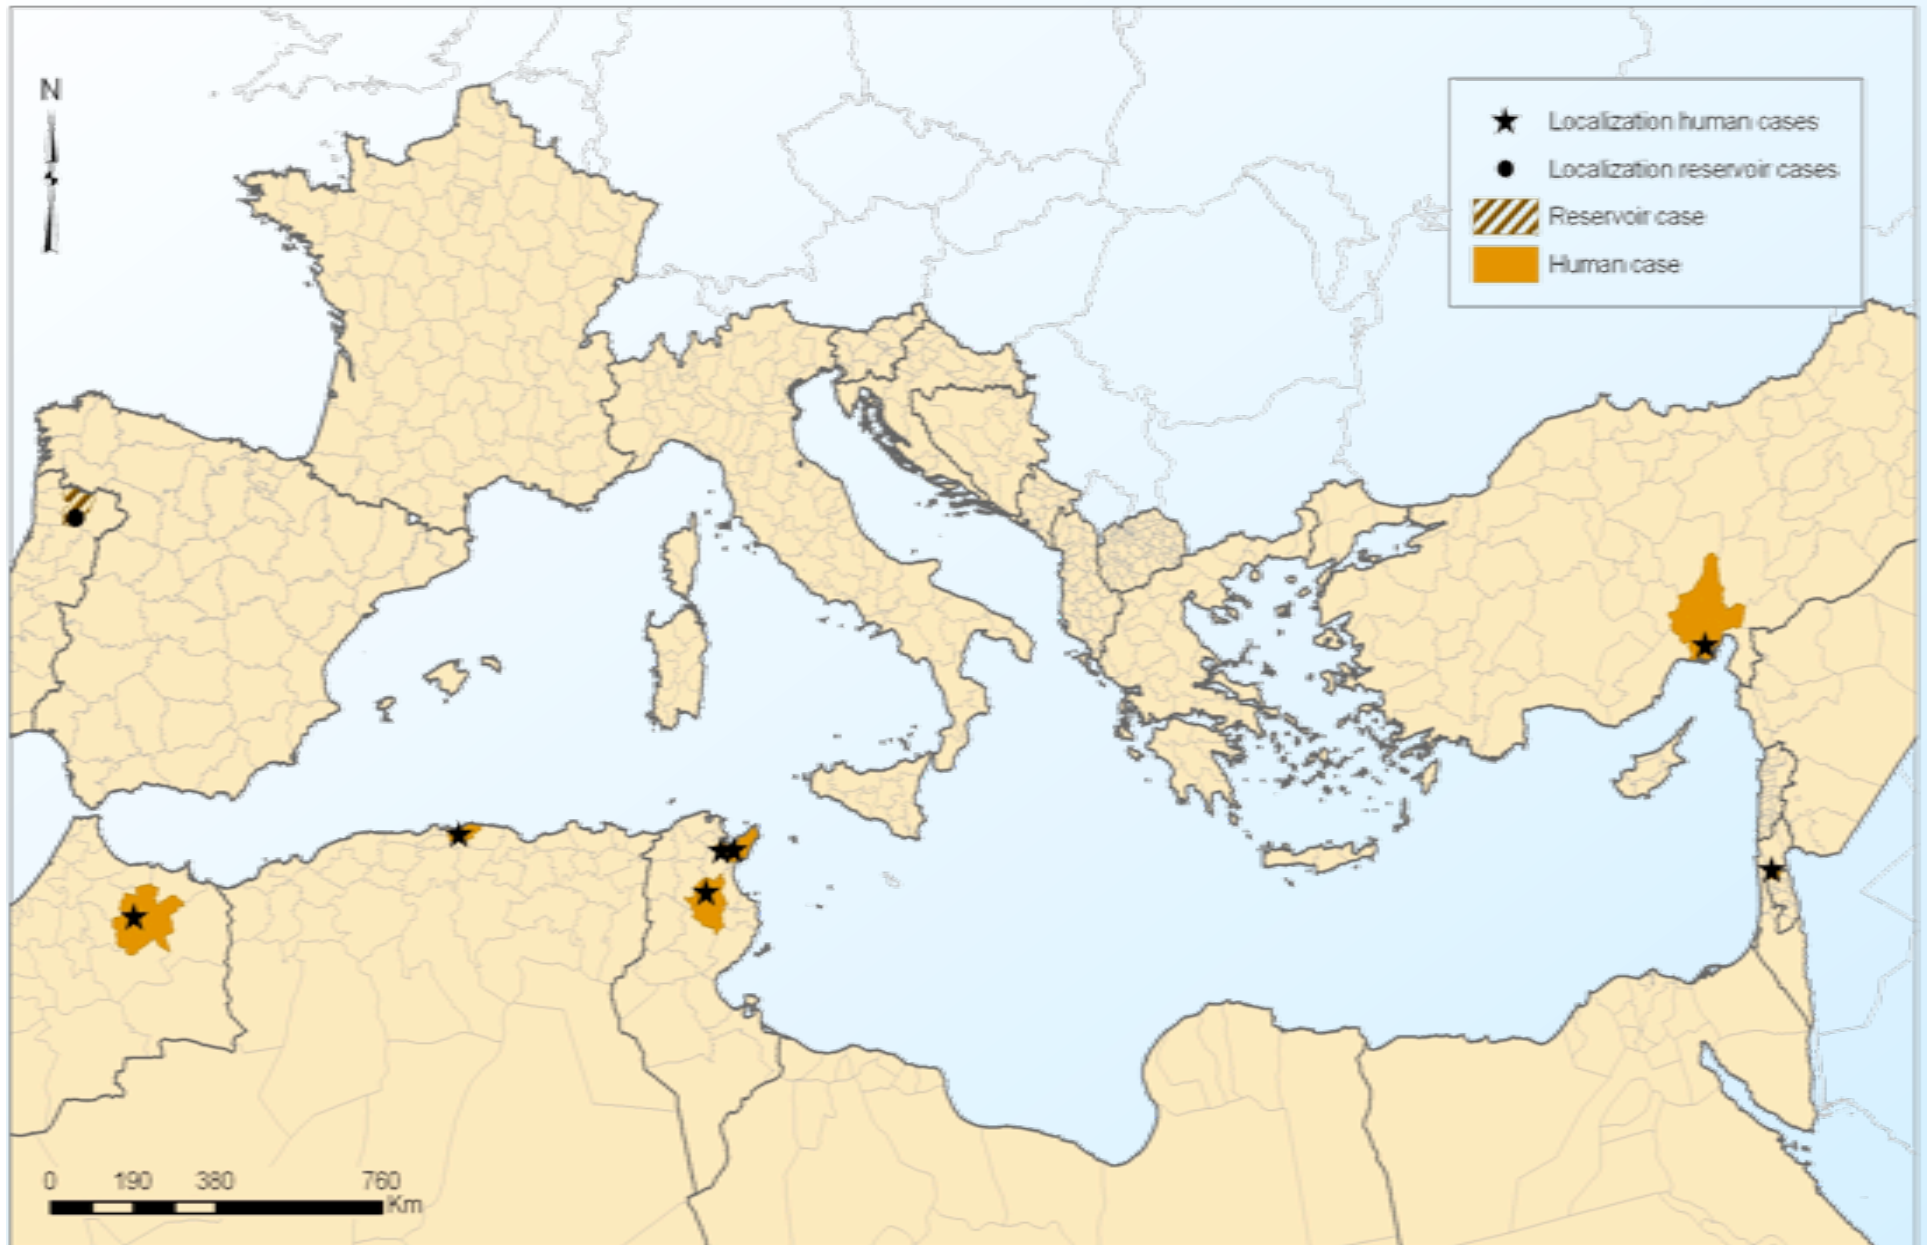 N
Localization human cases
Localization reservoir cases
Reservoir case
Human case
0 190 380 760
Km